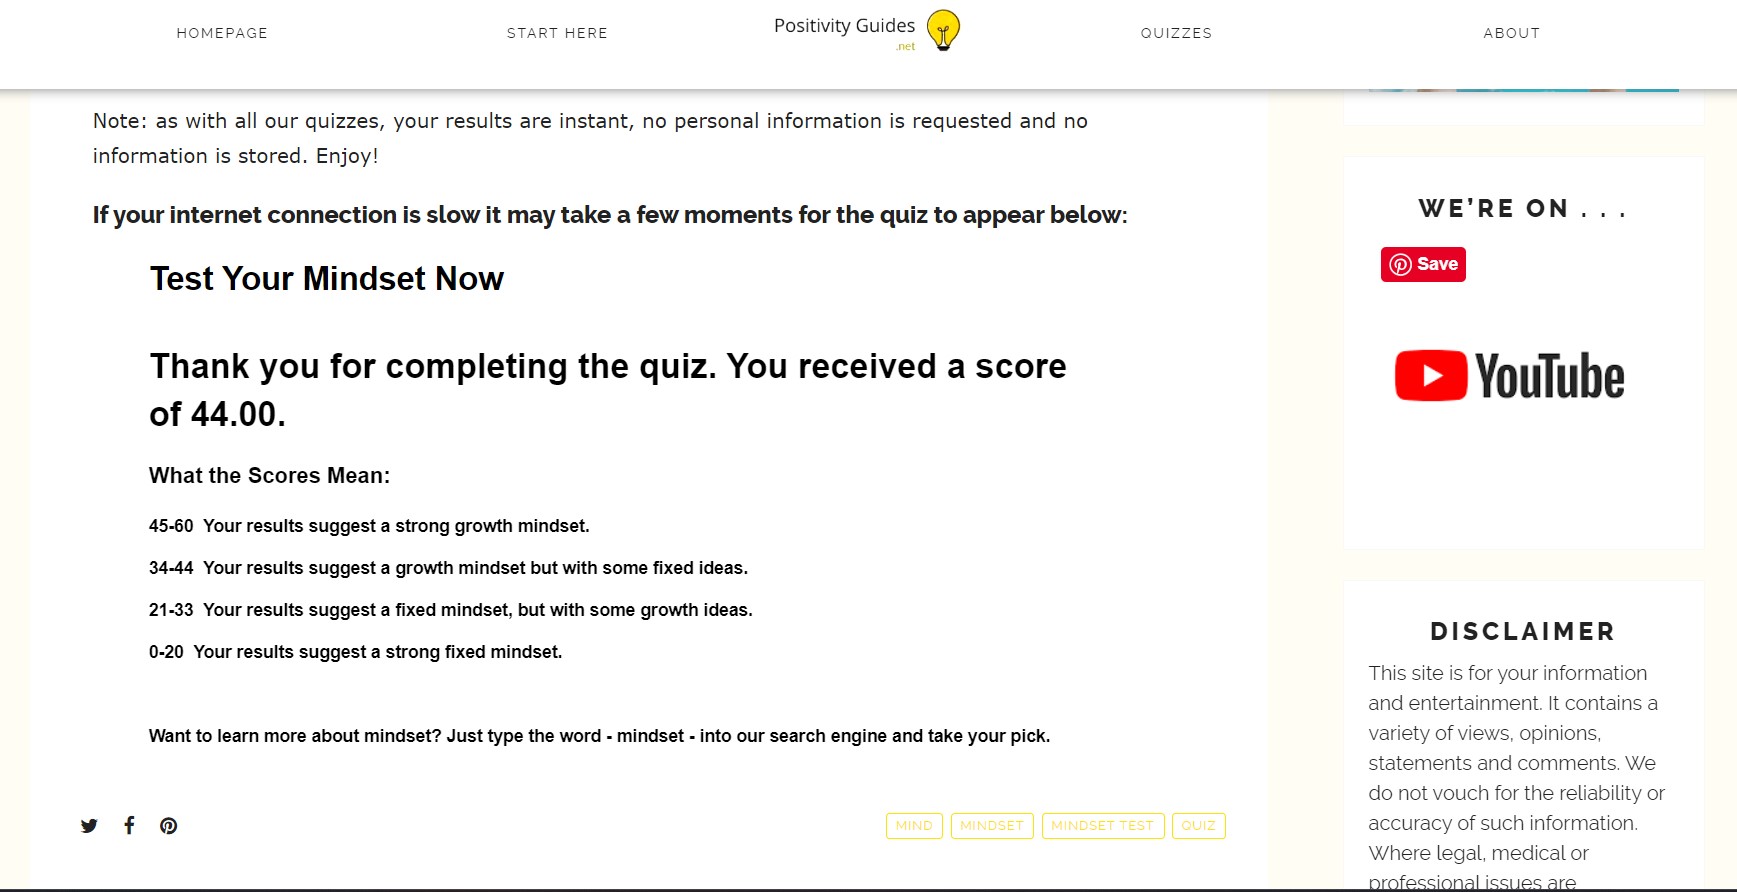 HOMEPAGE
START HERE
Positivity Guides
.net
QUIZZES
ABOUT
Note: as with all our quizzes, your results are instant, no personal information is requested and no
information is stored. Enjoy!
If your internet connection is slow it may take a few moments for the quiz to appear below:
Test Your Mindset Now
Thank you for completing the quiz. You received a score
of 44.00.
What the Scores Mean:
45-60 Your results suggest a strong growth mindset.
34-44 Your results suggest a growth mindset but with some fixed ideas.
21-33 Your results suggest a fixed mindset, but with some growth ideas.
0-20 Your results suggest a strong fixed mindset.
Want to learn more about mindset? Just type the word - mindset - into our search engine and take your pick.
MIND
MINDSET
MINDSET TEST
QUIZ
WE'RE ON . . .
Save
YouTube
DISCLAIMER
This site is for your information
and entertainment. It contains a
variety of views, opinions,
statements and comments. We
do not vouch for the reliability or
accuracy of such information.
Where legal, medical or
professional issues are